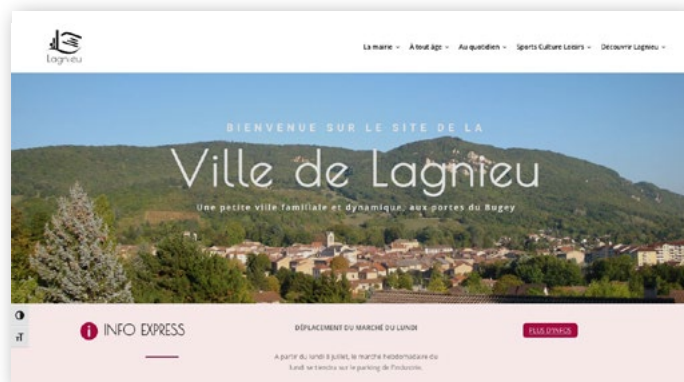 Lagnieu
La mairie À tout âge Au quotidien Sports Culture Loisirs Découvrir Lagnieu
BIENVENUE SUR LE SITE DE LA
Ville de Lagnieu
Une petite ville familiale et dynamique, aux portes du Bugey
INFO EXPRESS
DÉPLACEMENT DU MARCHÉ DU LUNDI
PLUS D'INFOS
A partir du lundi 8 juillet, le marché hebdomadaire du
lundi se tiendra sur le parking de